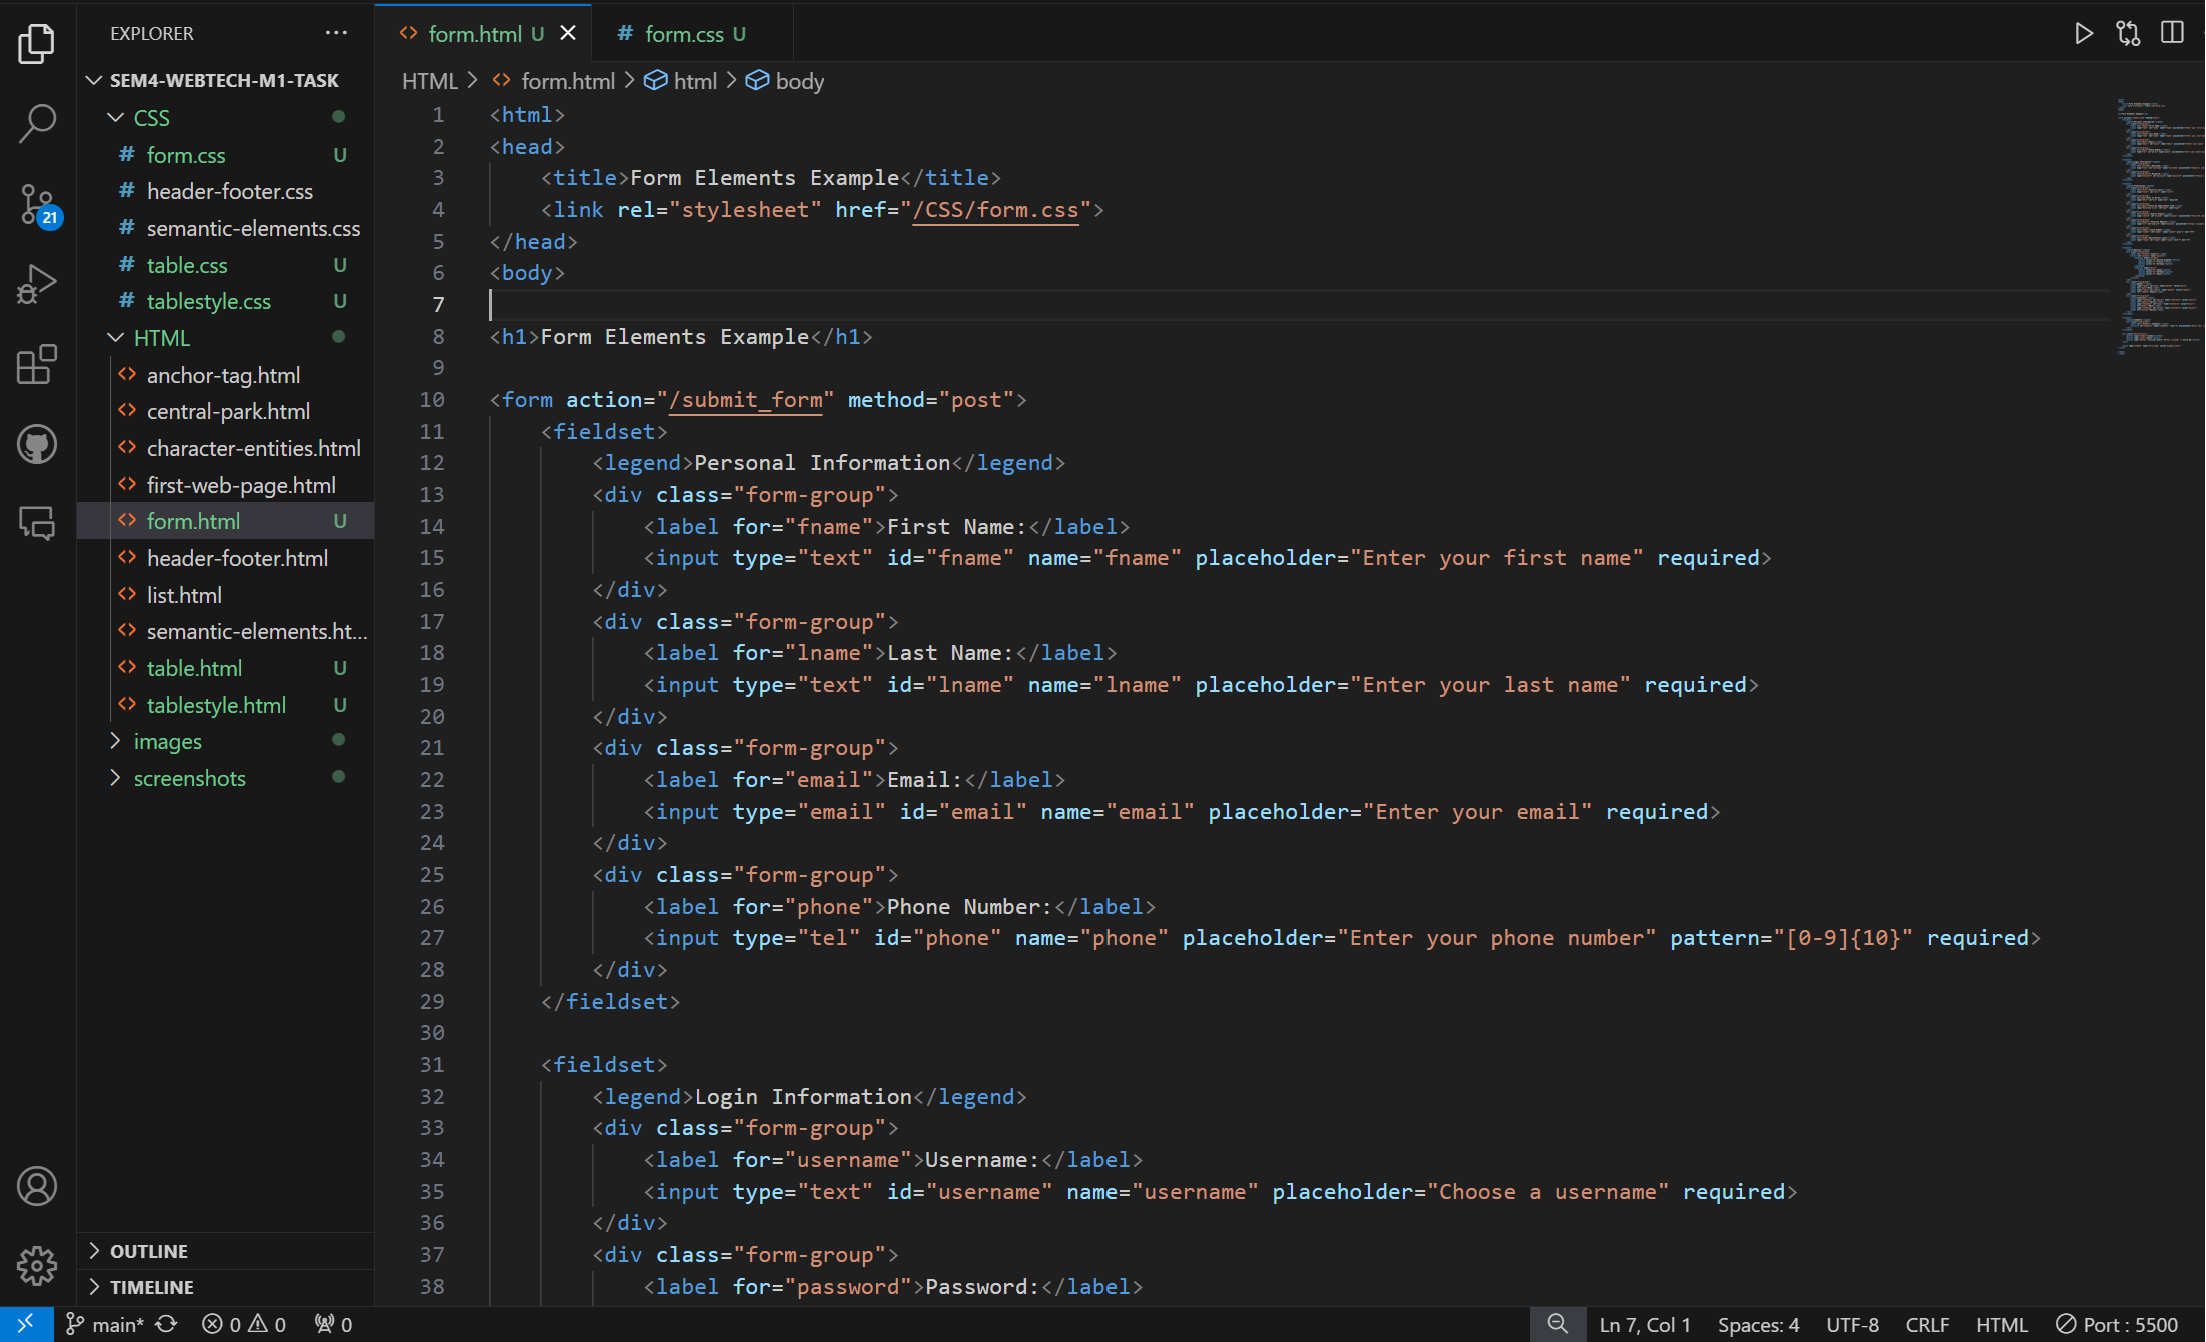 EXPLORER
SEM4-WEBTECH-M1-TASK
CSS
form.css U
header-footer.css
semantic-elements.css
table.css U
tablestyle.css U
HTML
anchor-tag.html
central-park.html
character-entities.html
first-web-page.html
form.html U
header-footer.html
list.html
semantic-elements.ht...
table.html U
tablestyle.html U
images
screenshots
OUTLINE
TIMELINE
21
form.html U
form.css U
HTML > form.html > html > body
1 <html>
2 <head>
3 <title>Form Elements Example</title>
4 <link rel="stylesheet" href="/CSS/form.css">
5 </head>
6 <body>
7
8 <h1>Form Elements Example</h1>
9
10 <form action="/submit_form" method="post">
11 <fieldset>
12 <legend>Personal Information</legend>
13 <div class="form-group">
14 <label for="fname">First Name:</label>
15 <input type="text" id="fname" name="fname" placeholder="Enter your first name" required>
16 </div>
17 <div class="form-group">
18 <label for="lname">Last Name:</label>
19 <input type="text" id="lname" name="lname" placeholder="Enter your last name" required>
20 </div>
21 <div class="form-group">
22 <label for="email">Email:</label>
23 <input type="email" id="email" name="email" placeholder="Enter your email" required>
24 </div>
25 <div class="form-group">
26 <label for="phone">Phone Number:</label>
27 <input type="tel" id="phone" name="phone" placeholder="Enter your phone number" pattern="[0-9]{10}" required>
28 </div>
29 </fieldset>
30
31 <fieldset>
32 <legend>Login Information</legend>
33 <div class="form-group">
34 <label for="username">Username:</label>
35 <input type="text" id="username" name="username" placeholder="Choose a username" required>
36 </div>
37 <div class="form-group">
38 <label for="password">Password:</label>
main* 0 0 0
Ln 7, Col 1 Spaces: 4 UTF-8 CRLF HTML Port : 5500